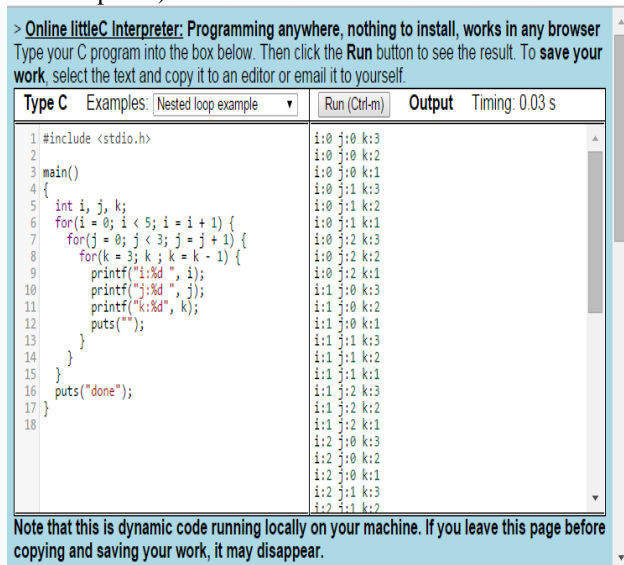 > Online littleC Interpreter: Programming anywhere, nothing to install, works in any browser
Type your C program into the box below. Then click the Run button to see the result. To save your
work, select the text and copy it to an editor or email it to yourself.
Type C Examples: Nested loop example Run (Ctrl-m) Output Timing: 0.03 s
1 #include <stdio.h>
2
3 main()
4 {
5 int i, j, k;
6 for(i = 0; i < 5; i = i + 1) {
7 for(j = 0; j < 3; j = j + 1) {
8 for(k = 3; k ; k = k - 1) {
9 printf("i:%d ", i);
10 printf("j:%d ", j);
11 printf("k:%d", k);
12 puts("");
13 }
14 }
15 }
16 puts("done");
17 }
18
i:0 j:0 k:3
i:0 j:0 k:2
i:0 j:0 k:1
i:0 j:1 k:3
i:0 j:1 k:2
i:0 j:1 k:1
i:0 j:2 k:3
i:0 j:2 k:2
i:0 j:2 k:1
i:1 j:0 k:3
i:1 j:0 k:2
i:1 j:0 k:1
i:1 j:1 k:3
i:1 j:1 k:2
i:1 j:1 k:1
i:1 j:2 k:3
i:1 j:2 k:2
i:1 j:2 k:1
i:2 j:0 k:3
i:2 j:0 k:2
i:2 j:0 k:1
i:2 j:1 k:3
i:2 j:1 k:2
Note that this is dynamic code running locally on your machine. If you leave this page before
copying and saving your work, it may disappear.